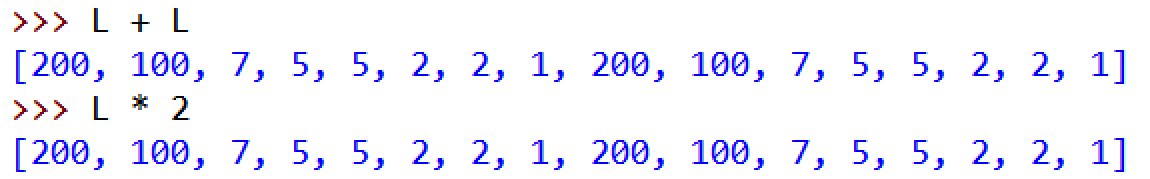 >>> L + L
[200, 100, 7, 5, 5, 2, 2, 1, 200, 100, 7, 5, 5, 2, 2, 1]
>>> L * 2
[200, 100, 7, 5, 5, 2, 2, 1, 200, 100, 7, 5, 5, 2, 2, 1]